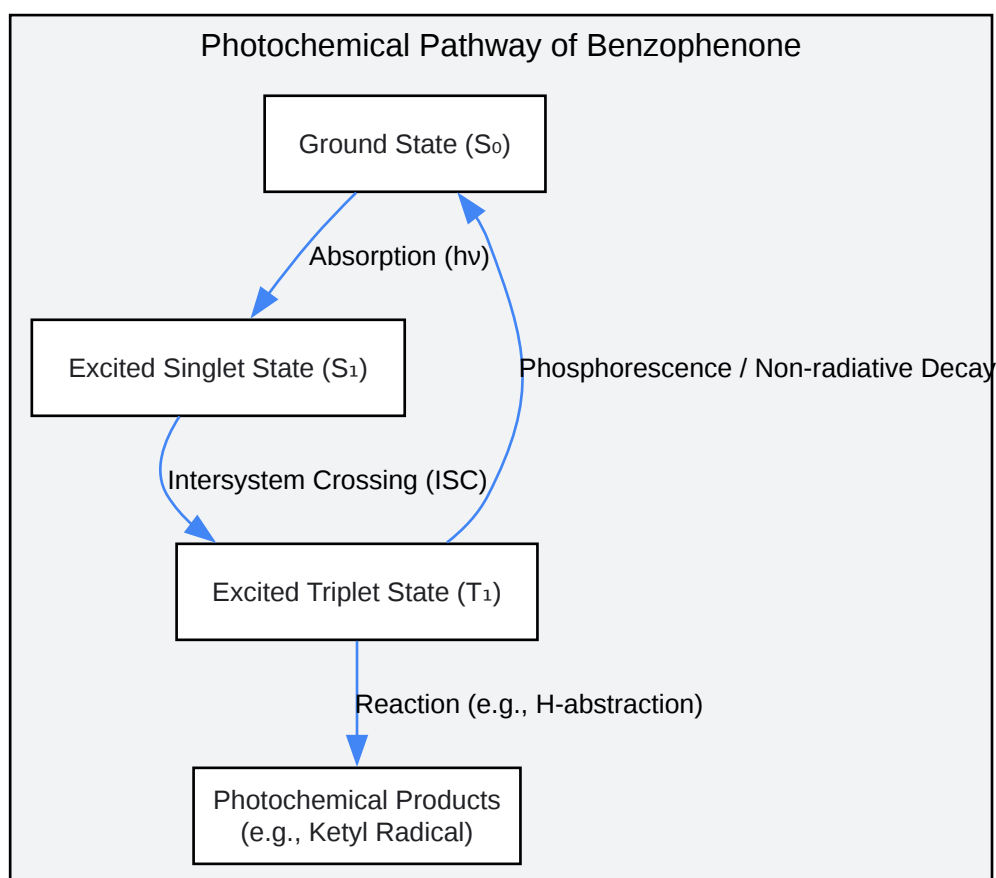 Photochemical Pathway of Benzophenone
Ground State (S₀)
Absorption (hν)
Excited Singlet State (S₁)
Phosphorescence / Non-radiative Decay
Intersystem Crossing (ISC)
Excited Triplet State (T₁)
Reaction (e.g., H-abstraction)
Photochemical Products
(e.g., Ketyl Radical)